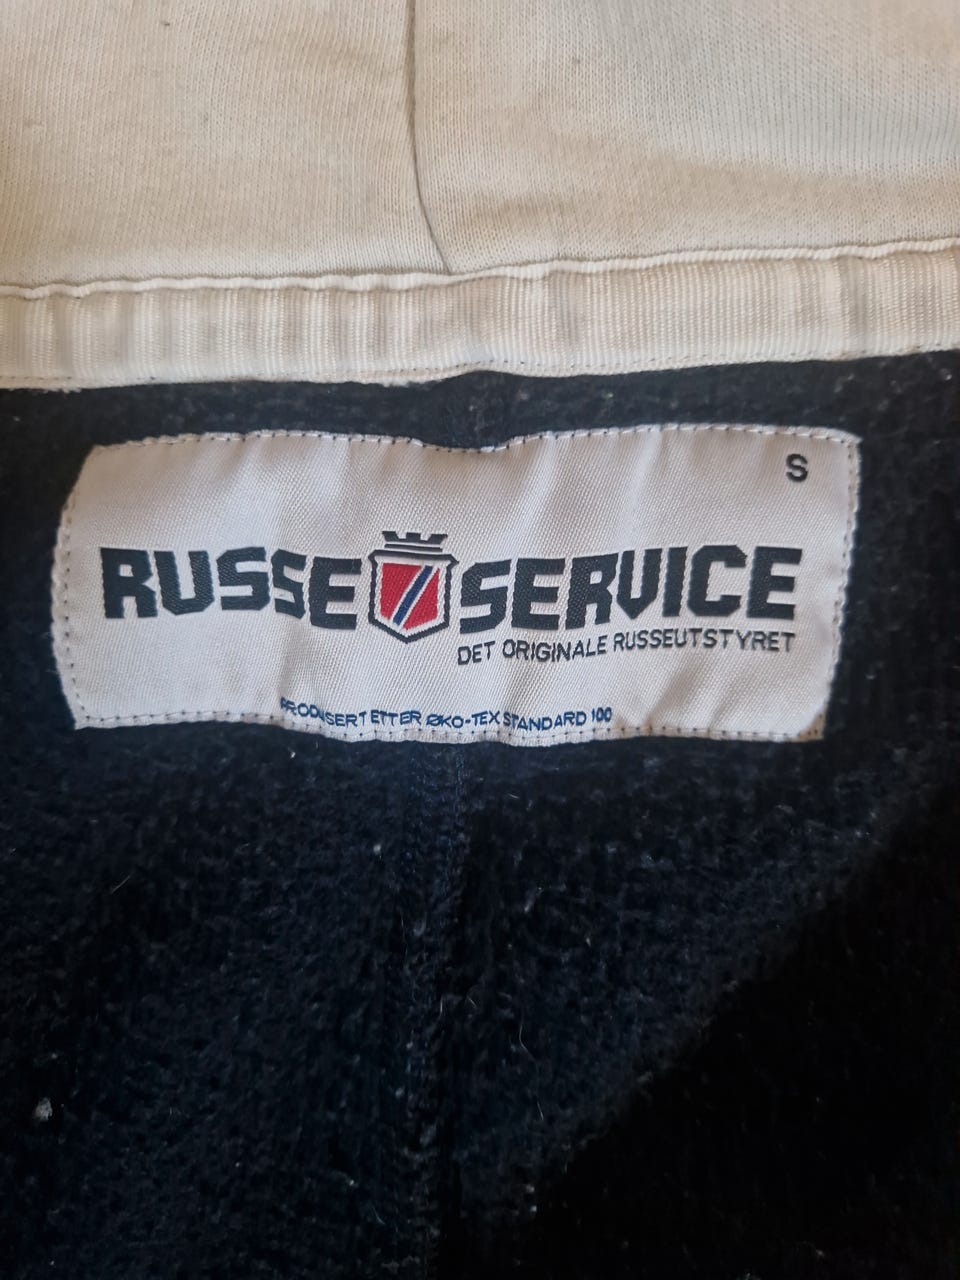 S
RUSSE SERVICE
DET ORIGINALE RUSSEUTSTYRET
PRODUSERT ETTER ØKO-TEX STANDARD 100